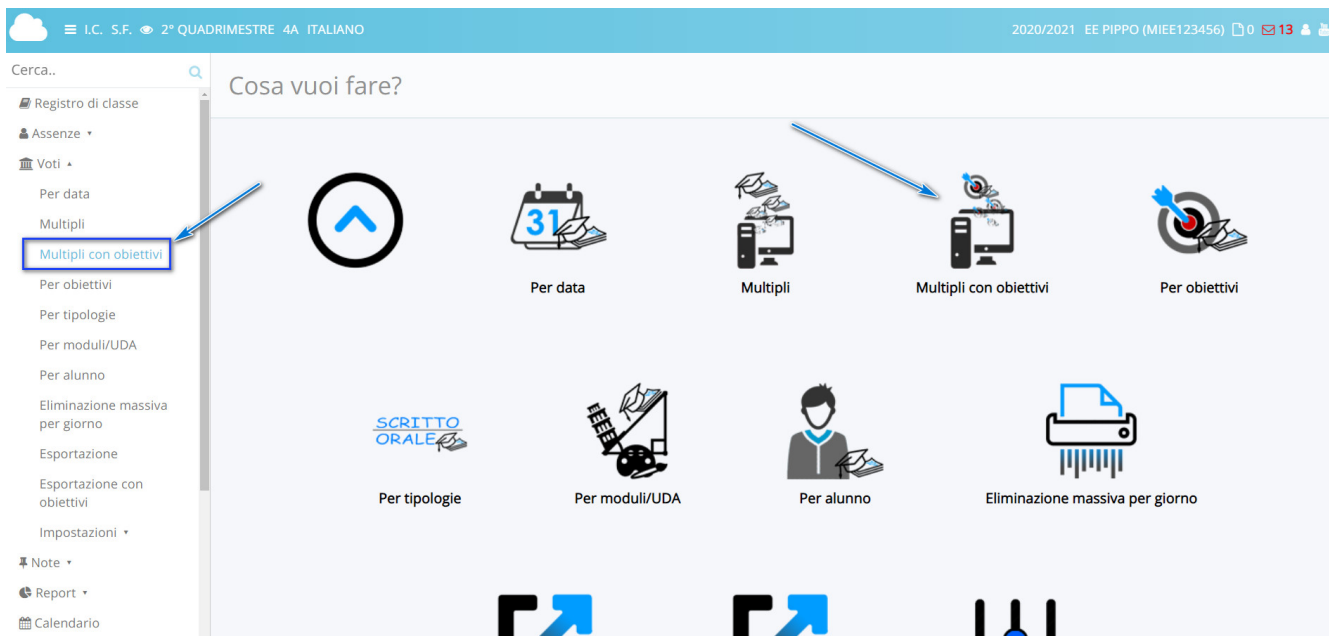 I.C. S.F. 2° QUADRIMESTRE 4A ITALIANO
2020/2021 EE PIPPO (MIEE123456) 0 13
Cerca..
Registro di classe
Assenze
Voti
Per data
Multipli
Multipli con obiettivi
Per obiettivi
Per tipologie
Per moduli/UDA
Per alunno
Eliminazione massiva
per giorno
Esportazione
Esportazione con
obiettivi
Impostazioni
Note
Report
Calendario
Cosa vuoi fare?
31
Per data
Multipli
Multipli con obiettivi
Per obiettivi
SCRITTO
ORALE
Per tipologie
Per moduli/UDA
Per alunno
Eliminazione massiva per giorno